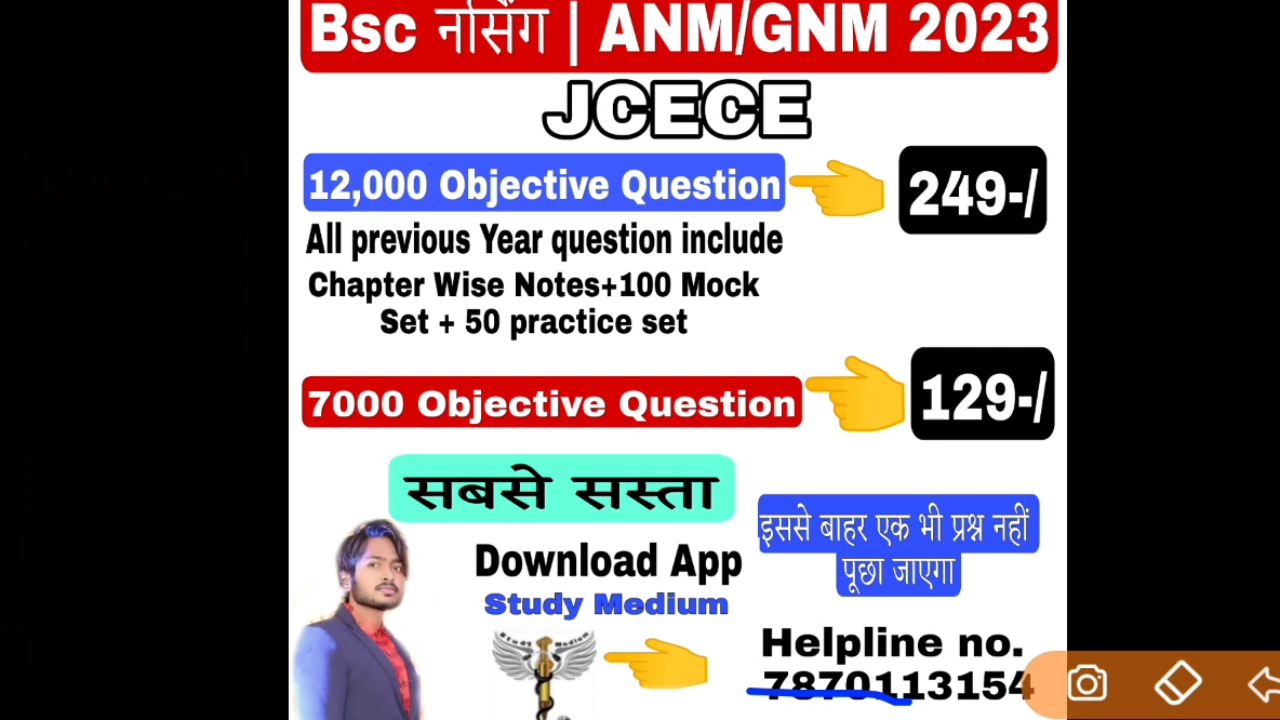 Bsc नर्सिंग | ANM/GNM 2023
JCECE
12,000 Objective Question
249-/
All previous Year question include
Chapter Wise Notes+100 Mock
Set + 50 practice set
7000 Objective Question
129-/
सबसे सस्ता
इससे बाहर एक भी प्रश्न नहीं
पूछा जाएगा
Download App
Study Medium
Study Medium
Helpline no.
7870113154